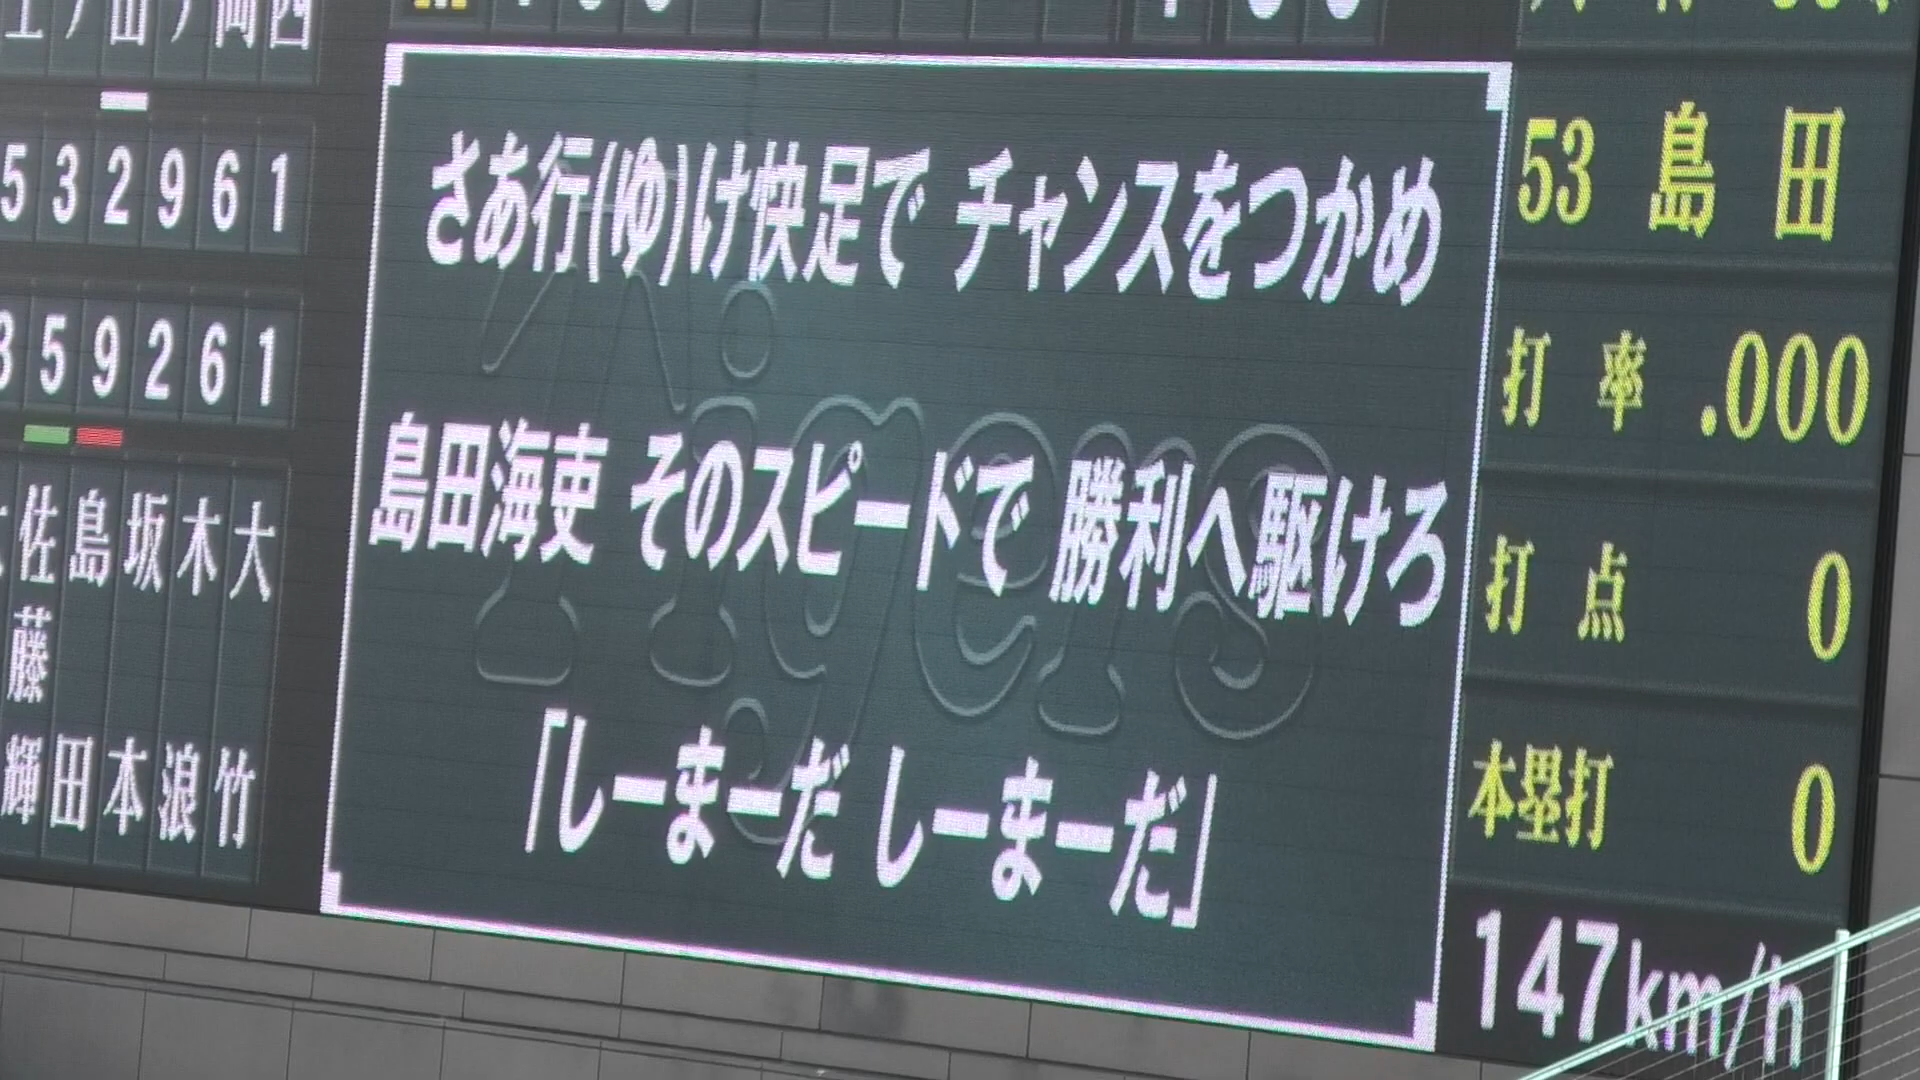 5 3 2 9 6 1
さあ行(ゆ)け快足で チャンスをつかめ
島田海吏 そのスピードで 勝利へ駆けろ
「しーまーだ しーまーだ」
Tigers
53 島田
打率 .000
打点 0
本塁打 0
147km/h
5 9 2 6 1
佐藤輝
島田
坂本
木浪
大竹